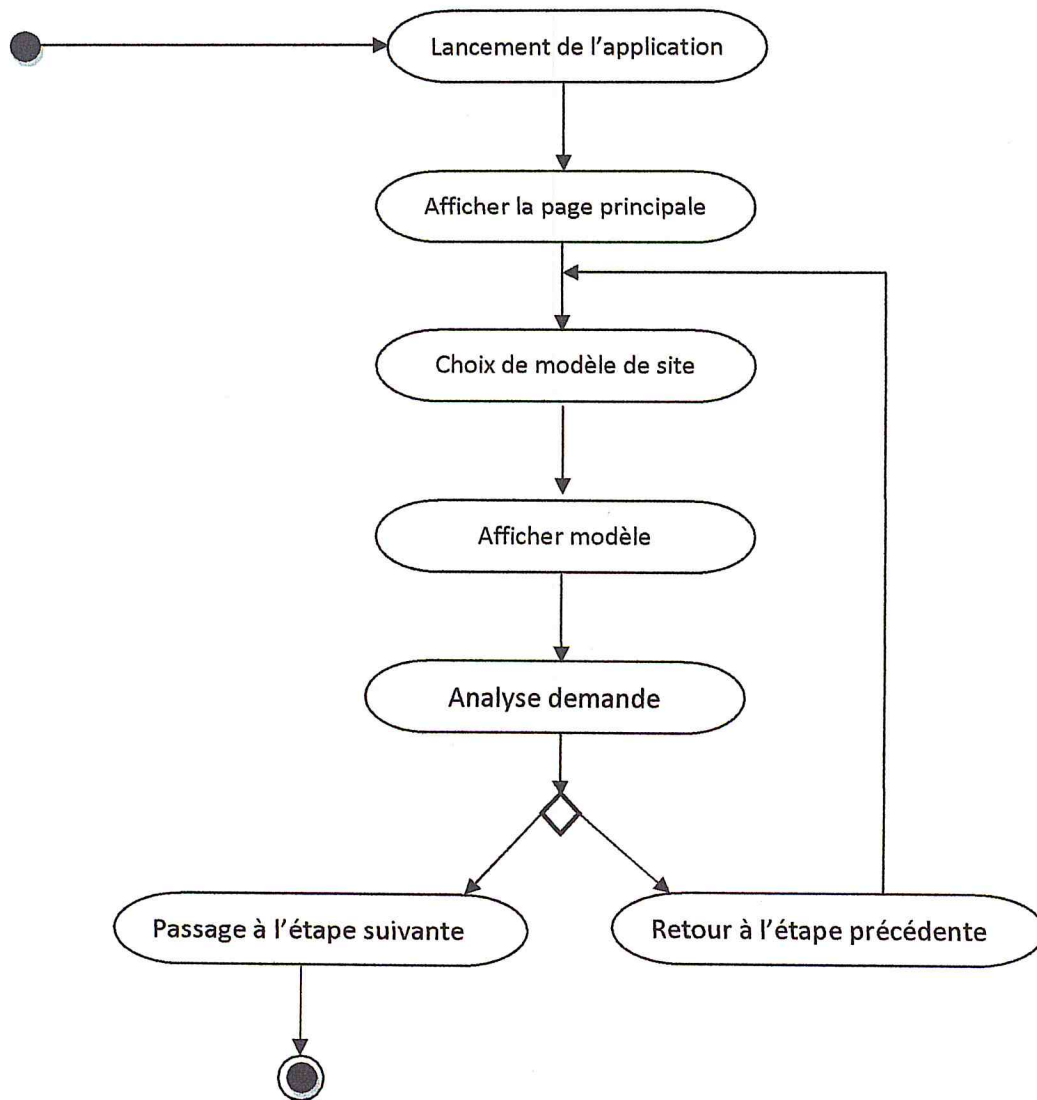 Lancement de l'application
Afficher la page principale
Choix de modèle de site
Afficher modèle
Analyse demande
Passage à l'étape suivante
Retour à l'étape précédente